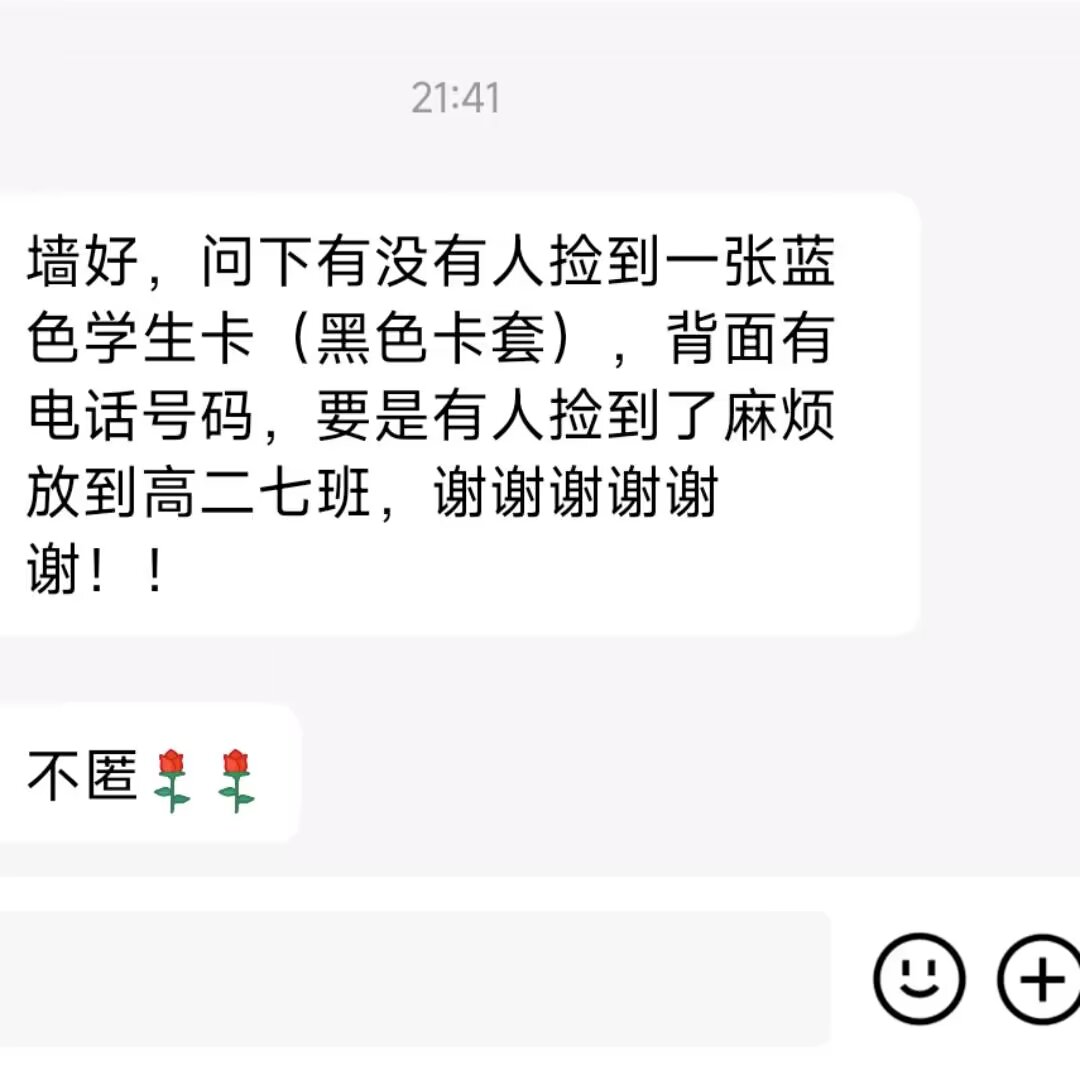 21:41
墙好，问下有没有人捡到一张蓝
色学生卡（黑色卡套），背面有
电话号码，要是有人捡到了麻烦
放到高二七班，谢谢谢谢谢
谢！！
不匿🌹🌹